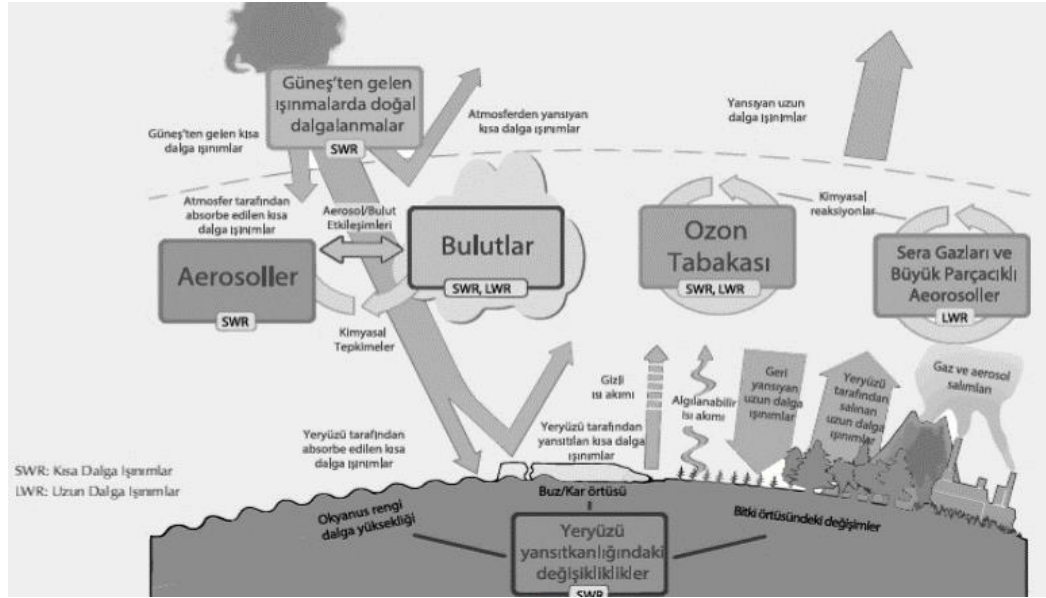 Güneş'ten gelen
ışınmalarda doğal
dalgalanmalar
SWR
Güneş'ten gelen kısa
dalga ışınımlar
Atmosferden yansıyan
kısa dalga ışınımlar
Yansıyan uzun
dalga ışınımlar
Atmosfer tarafından
absorbe edilen kısa
dalga ışınımlar
Aerosol/Bulut
Etkileşimleri
Kimyasal
reaksiyonlar
Aerosoller
SWR
Bulutlar
SWR, LWR
Ozon
Tabakası
SWR, LWR
Sera Gazları ve
Büyük Parçacıklı
Aeorosoller
LWR
Kimyasal
Tepkimeler
Gizli
ısı akımı
Algılanabilir
ısı akımı
Geri
yansıyan
uzun dalga
ışınımlar
Yeryüzü
tarafından
salınan
uzun dalga
ışınımlar
Gaz ve aerosol
salımları
Yeryüzü tarafından
absorbe edilen kısa
dalga ışınımlar
Yeryüzü tarafından
yansıtılan kısa dalga
ışınımlar
SWR: Kısa Dalga Işınımlar
LWR: Uzun Dalga Işınımlar
Okyanus rengi
dalga yüksekliği
Buz/Kar örtüsü
Bitki örtüsündeki değişimler
Yeryüzü
yansıtkanlığındaki
değişikliklikler
SWR